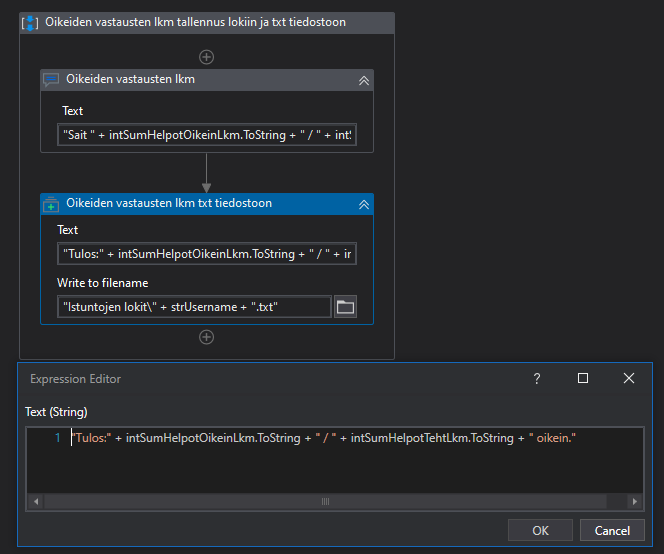 Oikeiden vastausten lkm tallennus lokiin ja txt tiedostoon
Oikeiden vastausten lkm
Text
"Sait " + intSumHelpotOikeinLkm.ToString + " / " + intS
Oikeiden vastausten lkm txt tiedostoon
Text
"Tulos:" + intSumHelpotOikeinLkm.ToString + " / " + ir
Write to filename
"Istuntojen lokit\" + strUsername + ".txt"
Expression Editor
?
Text (String)
1 "Tulos:" + intSumHelpotOikeinLkm.ToString + " / " + intSumHelpotTehtLkm.ToString + " oikein."
OK Cancel